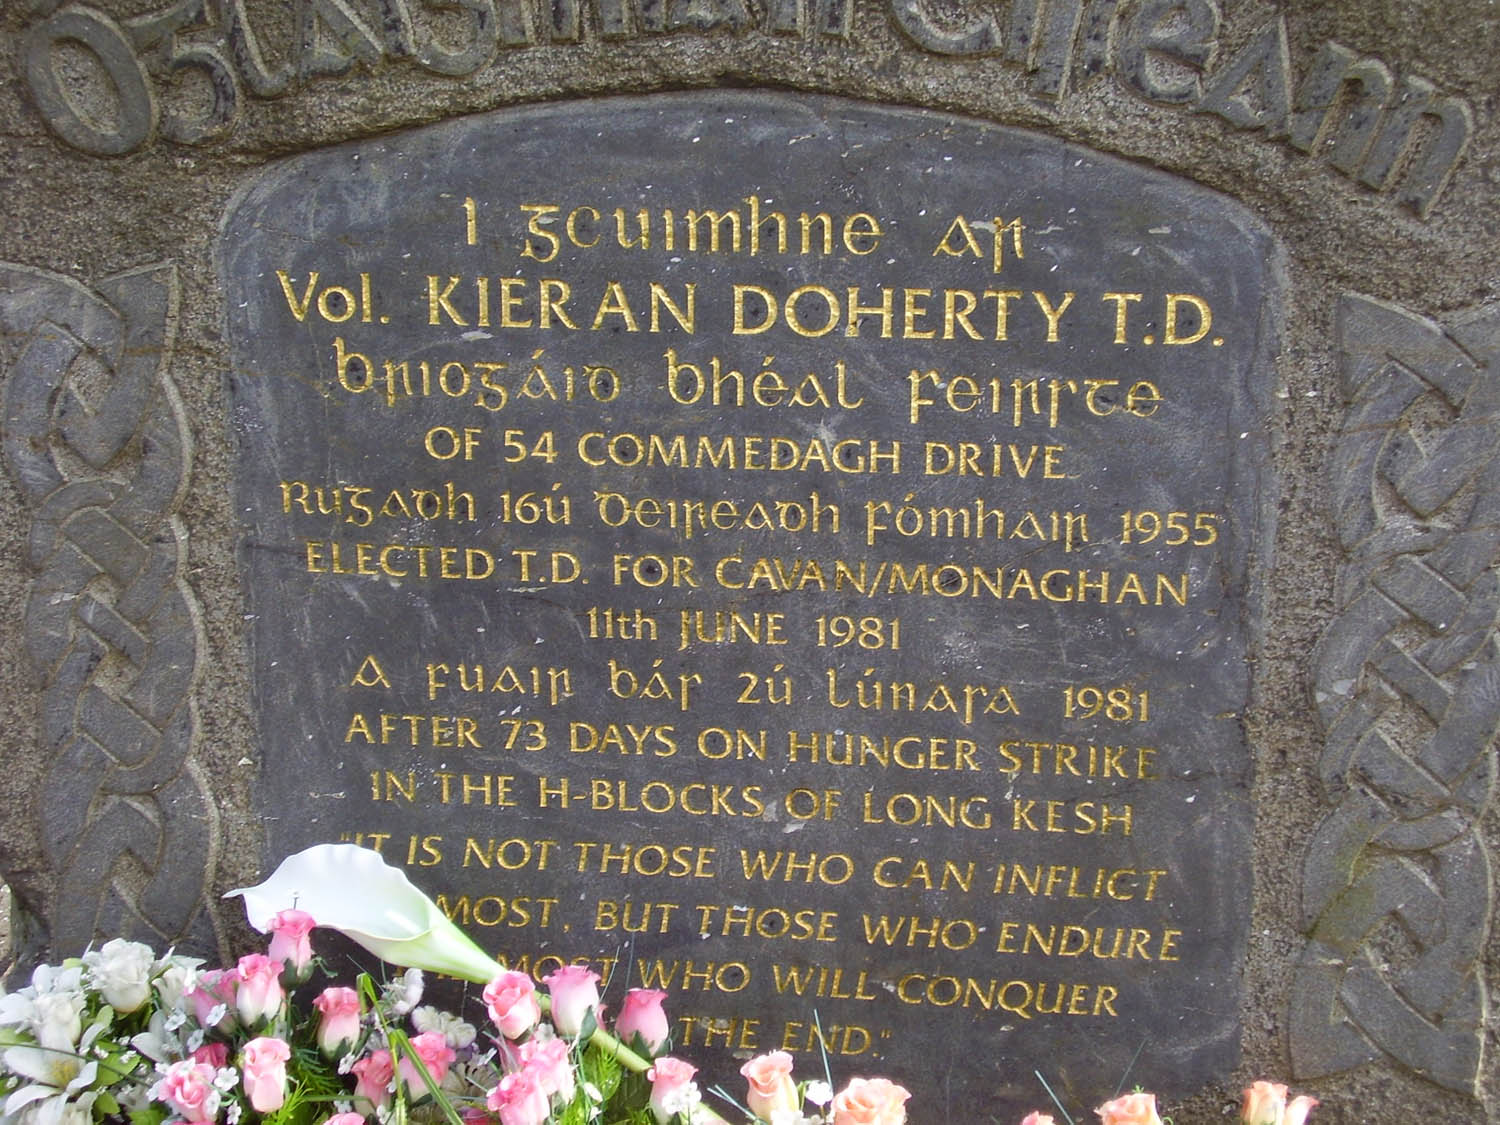 I gcuimhne ar
Vol. KIERAN DOHERTY T.D.
briogáid bhéal feirste
OF 54 COMMEDAGH DRIVE
Rugadh 16ú Deireadh Fómhair 1955
ELECTED T.D. FOR CAVAN/MONAGHAN
11th JUNE 1981
A fuair bás 2ú lúnasa 1981
AFTER 73 DAYS ON HUNGER STRIKE
IN THE H-BLOCKS OF LONG KESH
"IT IS NOT THOSE WHO CAN INFLICT
MOST, BUT THOSE WHO ENDURE
MOST WHO WILL CONQUER
THE END."